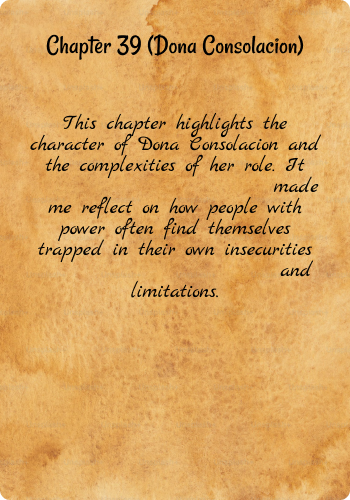 Chapter 39 (Dona Consolacion)
This chapter highlights the
character of Dona Consolacion and
the complexities of her role. It
made
me reflect on how people with
power often find themselves
trapped in their own insecurities
and
limitations.